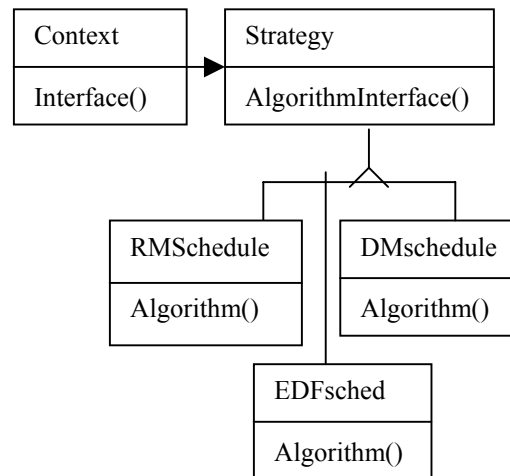 Context
Interface()
Strategy
AlgorithmInterface()
RMSchedule
Algorithm()
DMschedule
Algorithm()
EDFsched
Algorithm()